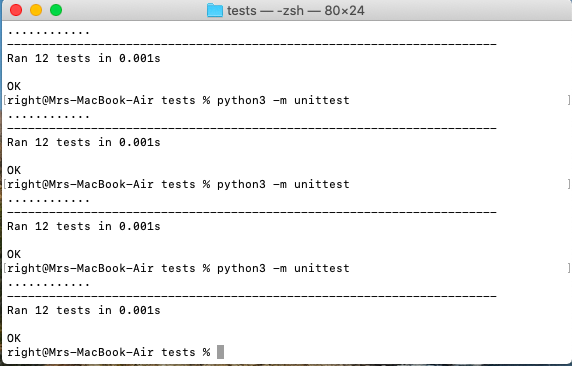 tests — -zsh — 80×24
............
----------------------------------------------------------------------
Ran 12 tests in 0.001s
OK
[right@Mrs-MacBook-Air tests % python3 -m unittest ]
............
----------------------------------------------------------------------
Ran 12 tests in 0.001s
OK
[right@Mrs-MacBook-Air tests % python3 -m unittest ]
............
----------------------------------------------------------------------
Ran 12 tests in 0.001s
OK
[right@Mrs-MacBook-Air tests % python3 -m unittest ]
............
----------------------------------------------------------------------
Ran 12 tests in 0.001s
OK
right@Mrs-MacBook-Air tests %